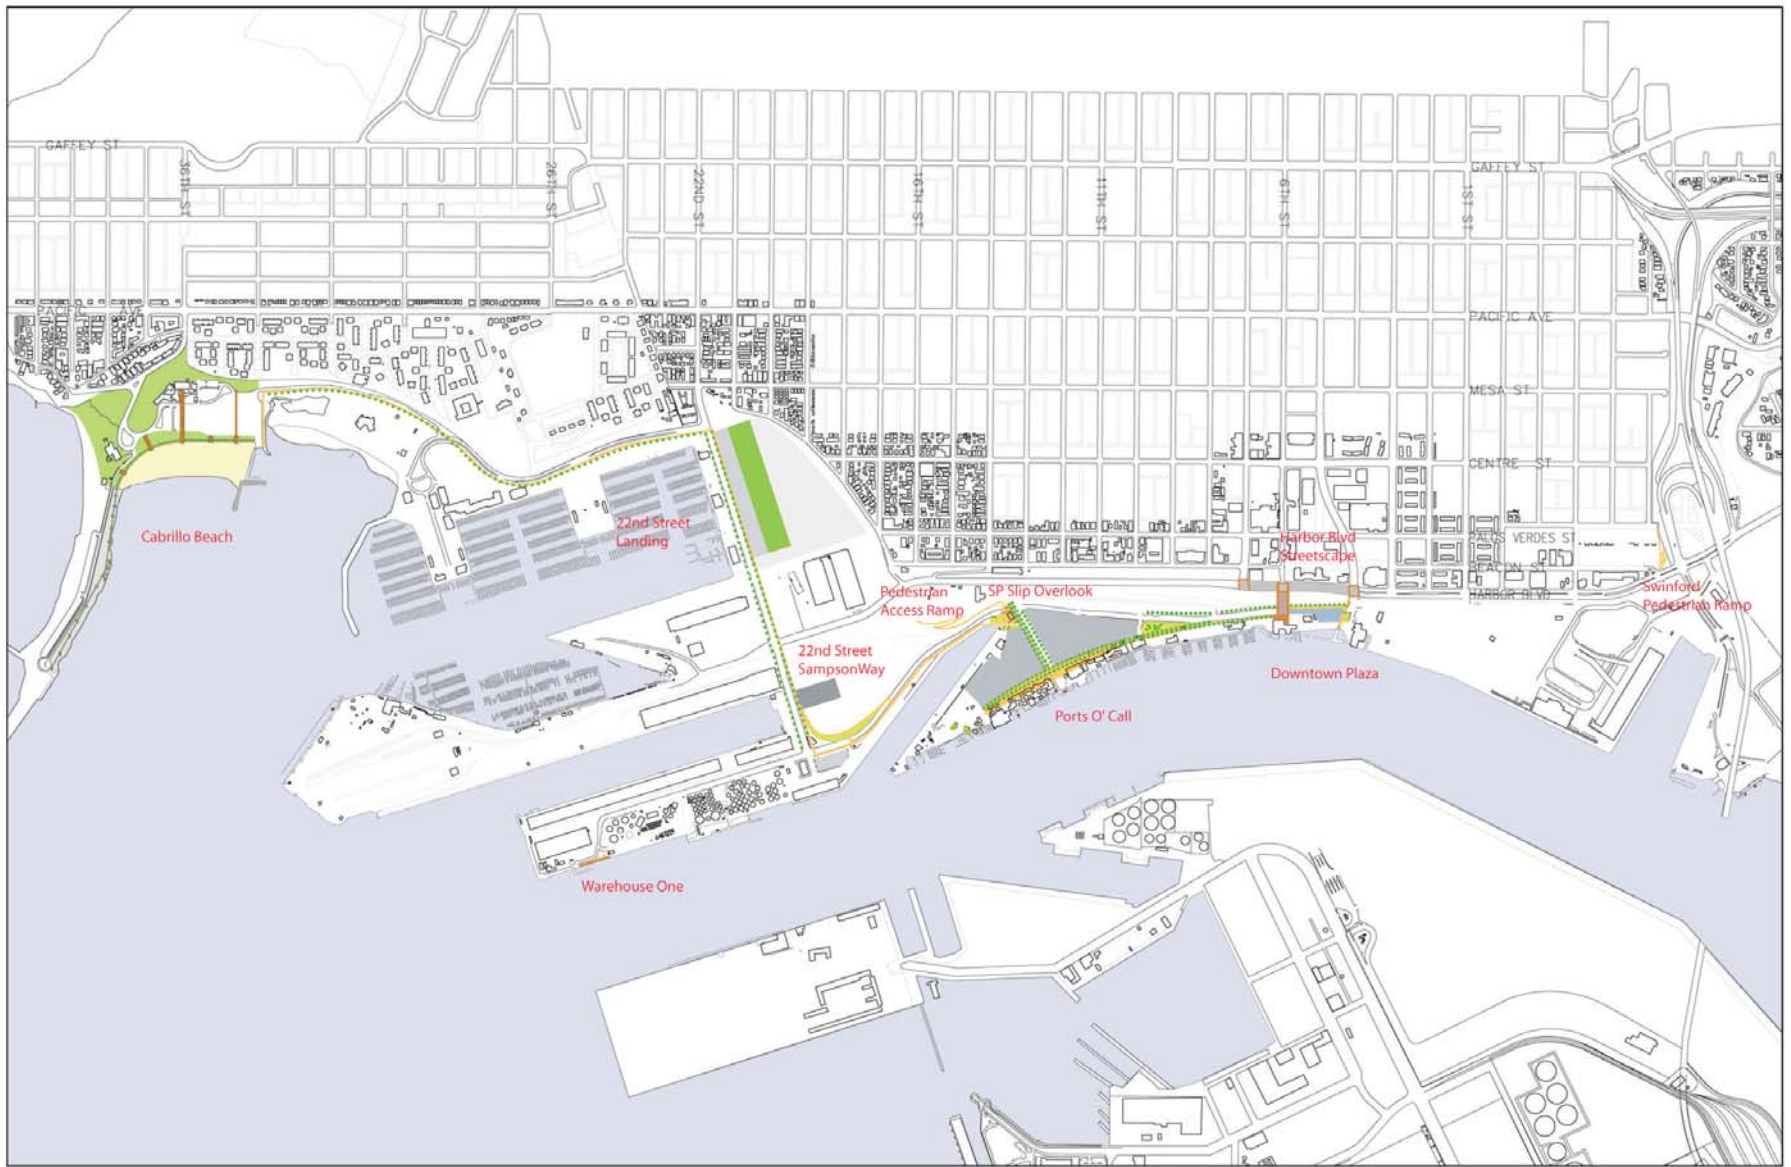 GAFFEY ST
GAFFEY ST
36TH ST
26TH ST
22ND ST
16TH ST
11TH ST
6TH ST
1ST ST
PACIFIC AVE
PACIFIC AVE
MESA ST
CENTRE ST
Cabrillo Beach
22nd Street
Landing
Harbor Blvd
Streetscape
PALOS VERDES ST
BEACON ST
HARBOR BLVD
Swinford
Pedestrian Ramp
Pedestrian
Access Ramp
SP Slip Overlook
22nd Street
SampsonWay
Downtown Plaza
Ports O' Call
Warehouse One